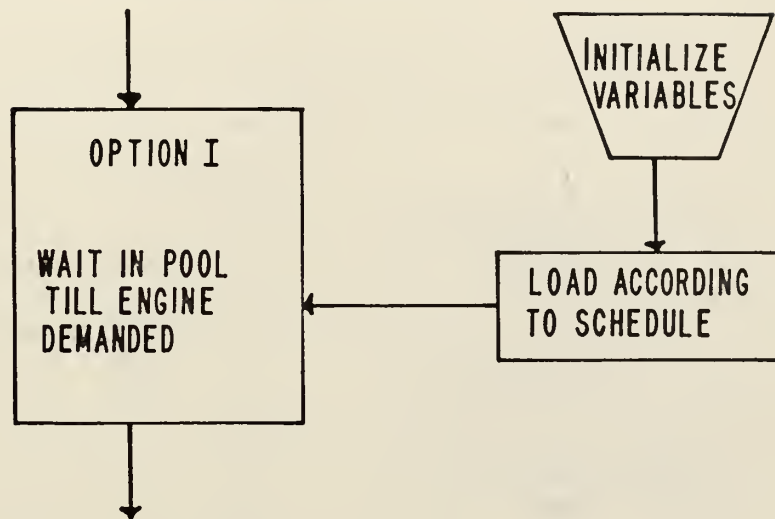 INITIALIZE
VARIABLES
OPTION I
WAIT IN POOL
TILL ENGINE
DEMANDED
LOAD ACCORDING
TO SCHEDULE